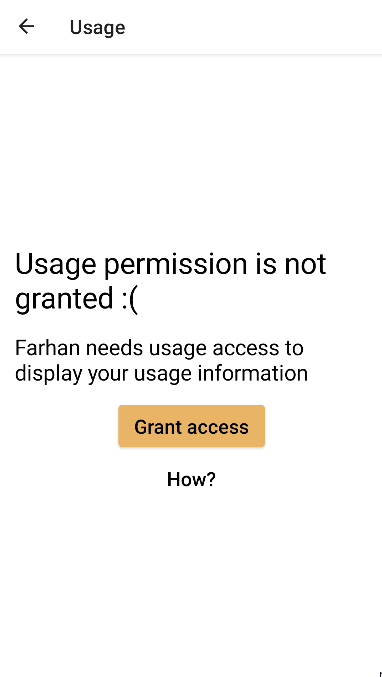 Usage
Usage permission is not
granted :(
Farhan needs usage access to
display your usage information
Grant access
How?